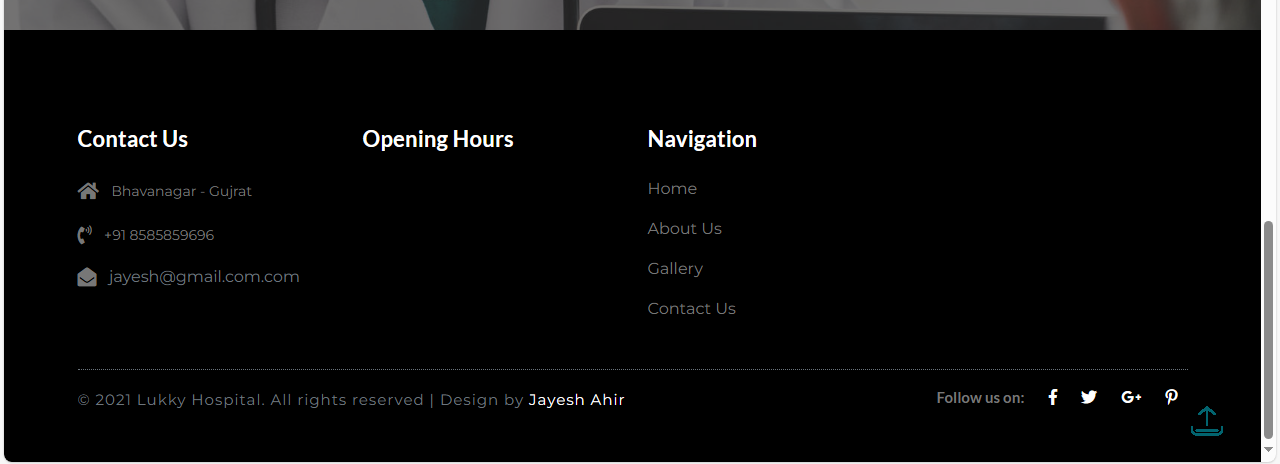 Contact Us
Bhavanagar - Gujrat
+91 8585859696
jayesh@gmail.com.com
Opening Hours
Navigation
Home
About Us
Gallery
Contact Us
© 2021 Lukky Hospital. All rights reserved | Design by Jayesh Ahir
Follow us on: